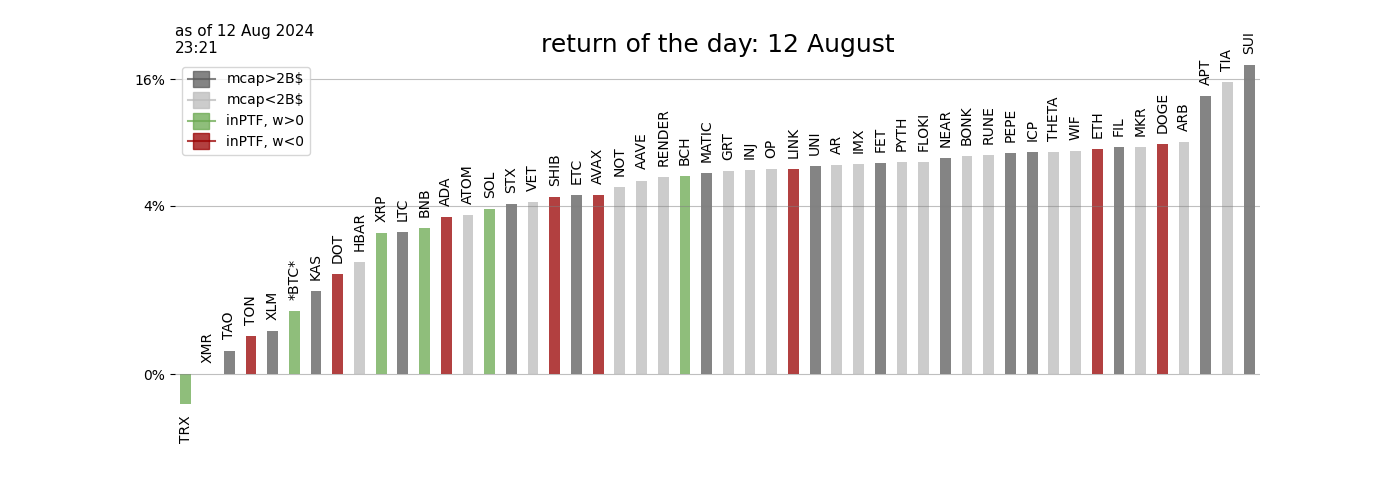 as of 12 Aug 2024
23:21
return of the day: 12 August
mcap>2B$
mcap<2B$
inPTF, w>0
inPTF, w<0
16%
4%
0%
TRX
XMR
TAO
TON
XLM
*BTC*
KAS
DOT
HBAR
XRP
LTC
BNB
ADA
ATOM
SOL
STX
VET
SHIB
ETC
AVAX
NOT
AAVE
RENDER
BCH
MATIC
GRT
INJ
OP
LINK
UNI
AR
IMX
FET
PYTH
FLOKI
NEAR
BONK
RUNE
PEPE
ICP
THETA
WIF
ETH
FIL
MKR
DOGE
ARB
APT
TIA
SUI